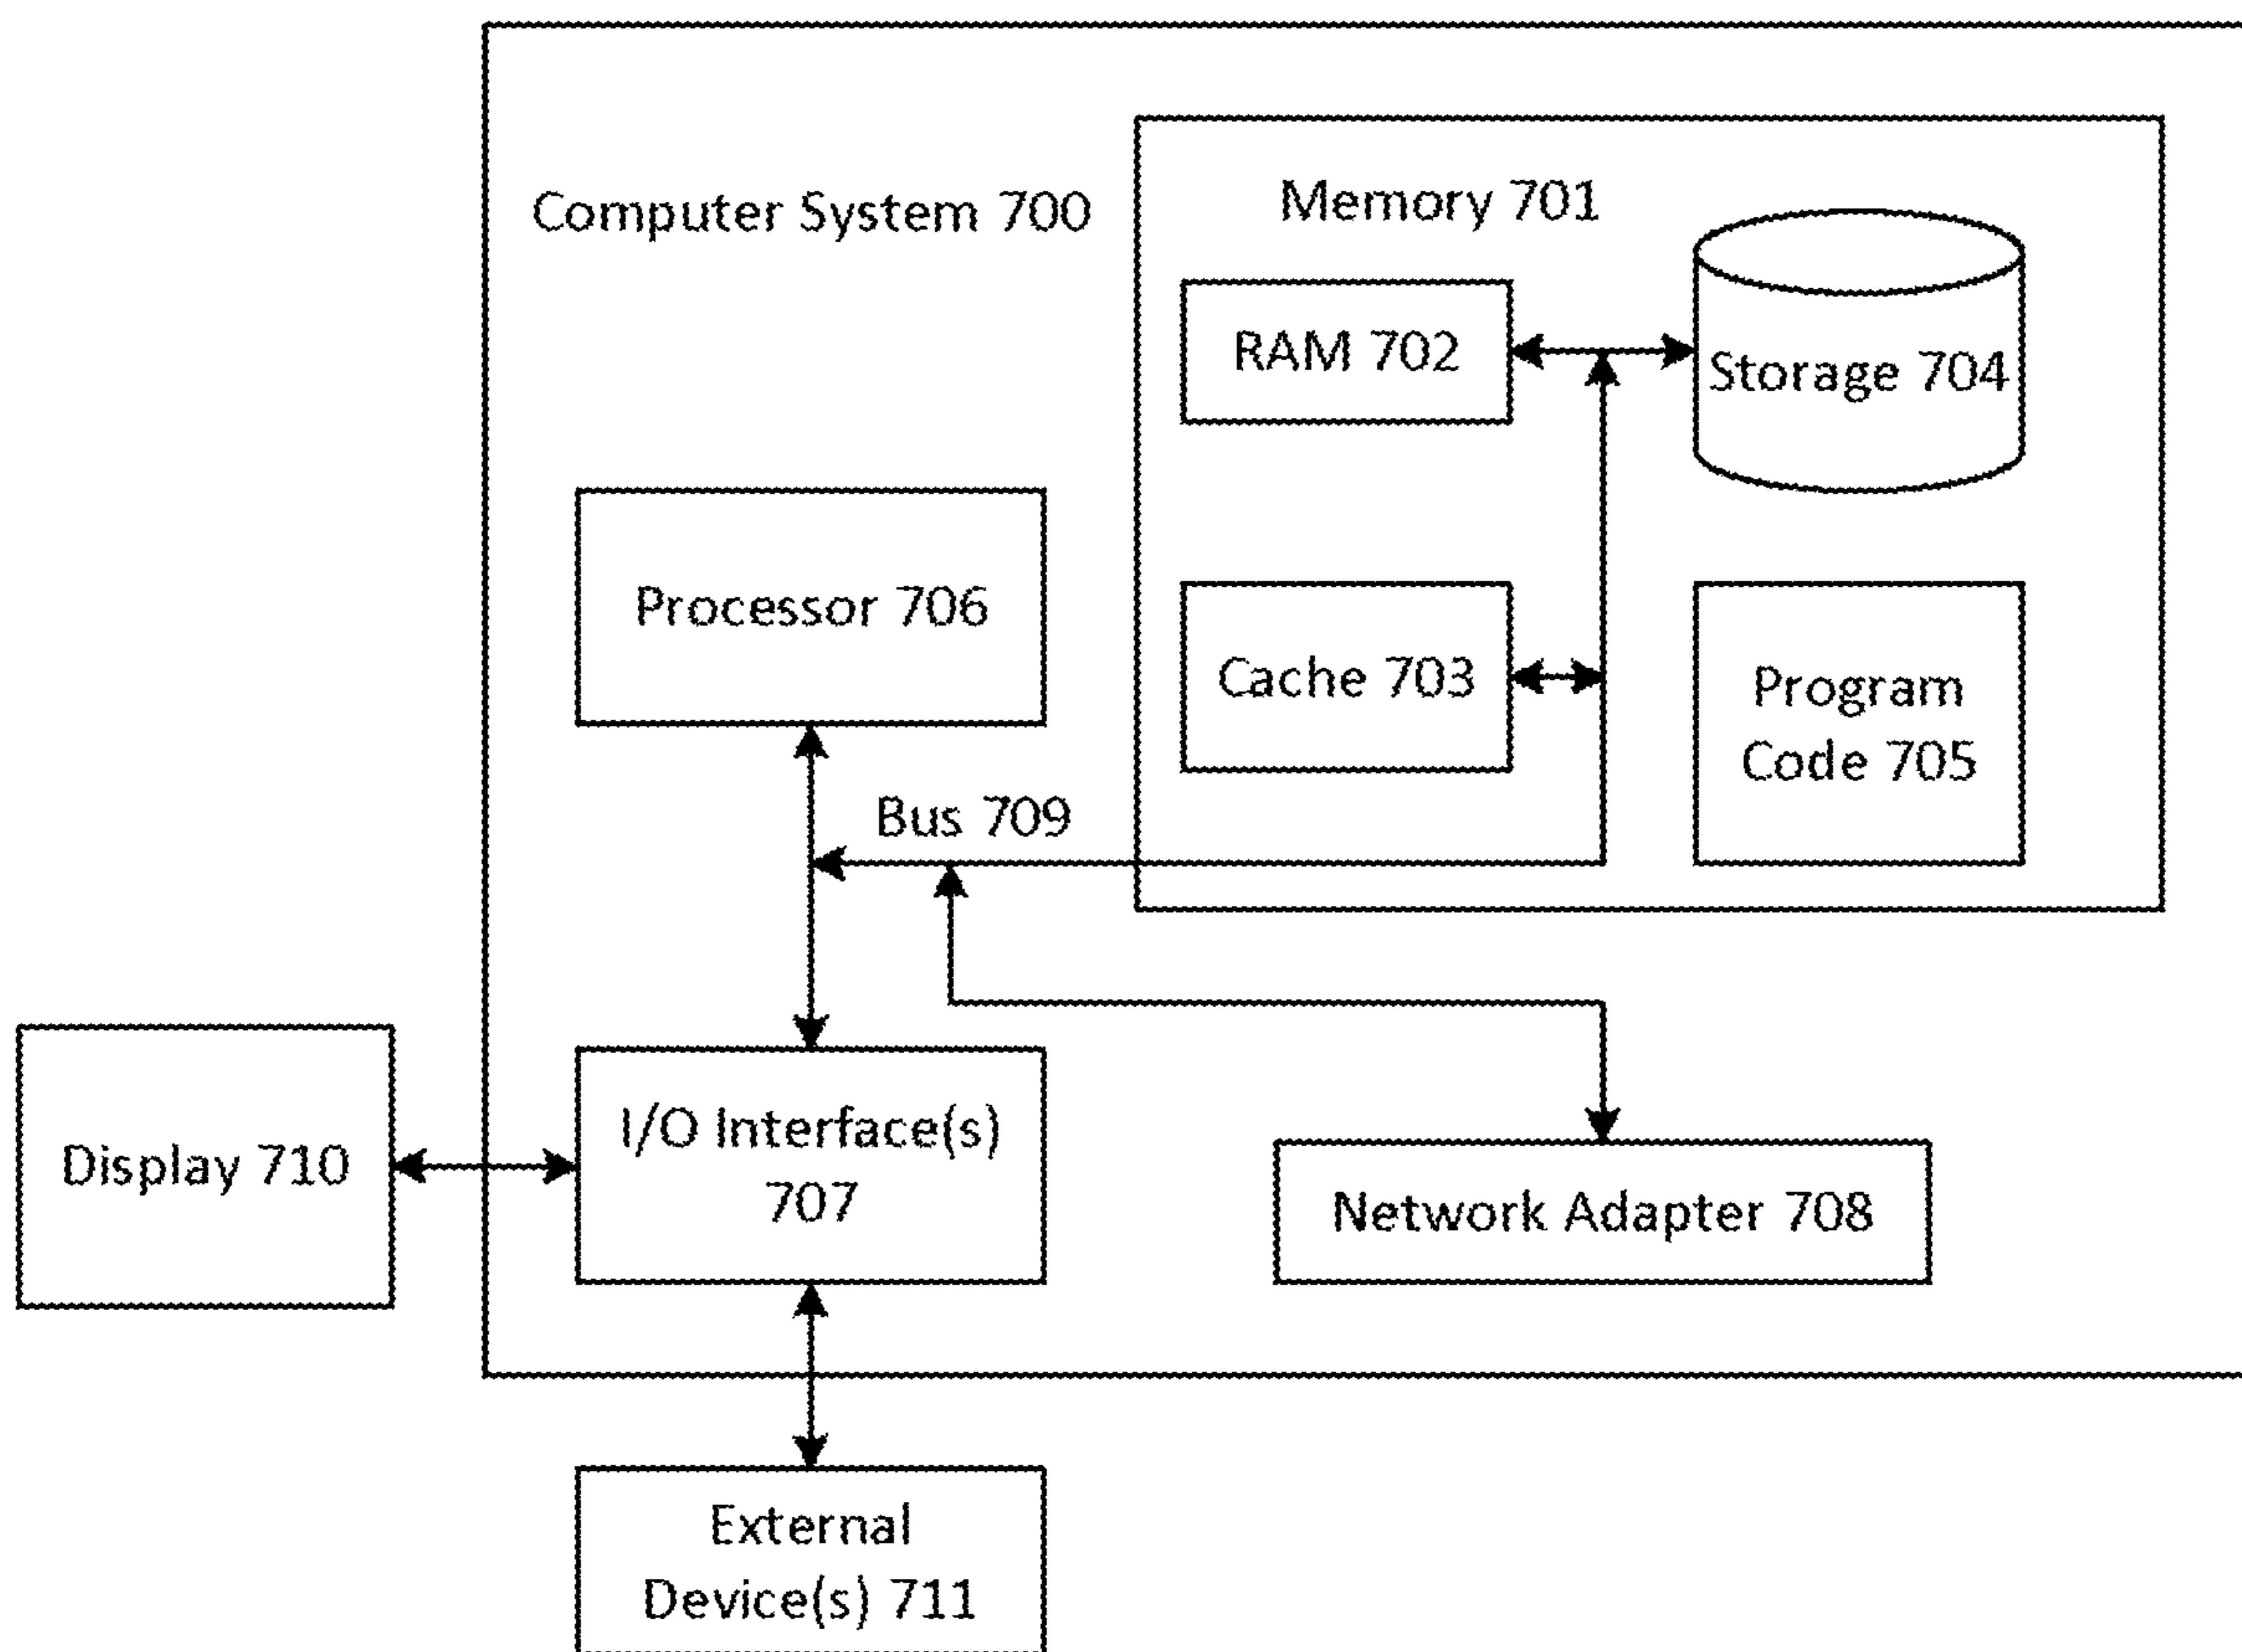 Computer System 700
Memory 701
RAM 702
Storage 704
Processor 706
Cache 703
Program
Code 705
Bus 709
Display 710
I/O Interface(s)
707
Network Adapter 708
External
Device(s) 711